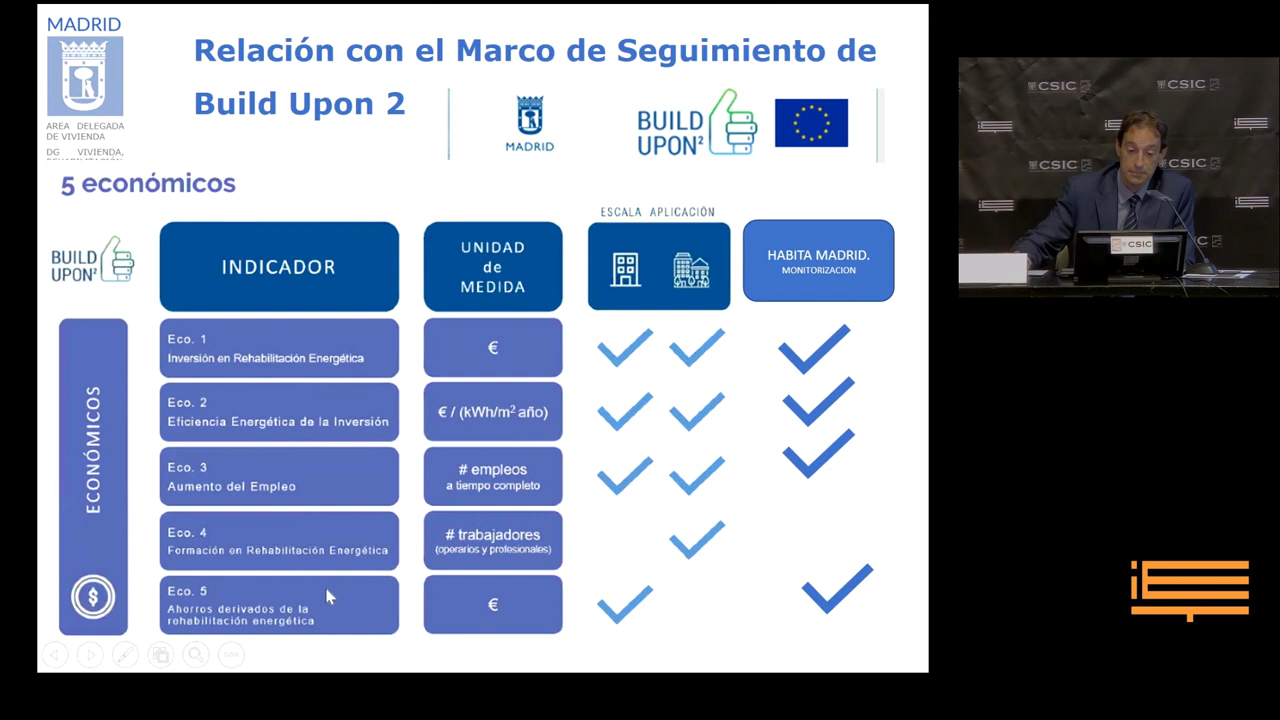 MADRID
AREA DELEGADA
DE VIVIENDA
DG VIVIENDA,
Relación con el Marco de Seguimiento de
Build Upon 2
MADRID
BUILD
UPON²
5 económicos
ESCALA APLICACIÓN
BUILD
UPON²
INDICADOR
UNIDAD
de
MEDIDA
HABITA MADRID.
MONITORIZACION
ECONÓMICOS
Eco. 1
Inversión en Rehabilitación Energética
€
Eco. 2
Eficiencia Energética de la Inversión
€ / (kWh/m² año)
Eco. 3
Aumento del Empleo
# empleos
a tiempo completo
Eco. 4
Formación en Rehabilitación Energética
# trabajadores
(operarios y profesionales)
Eco. 5
Ahorros derivados de la
rehabilitación energética
€
$
CSIC
CSIC
CSIC
CSIC
CSIC